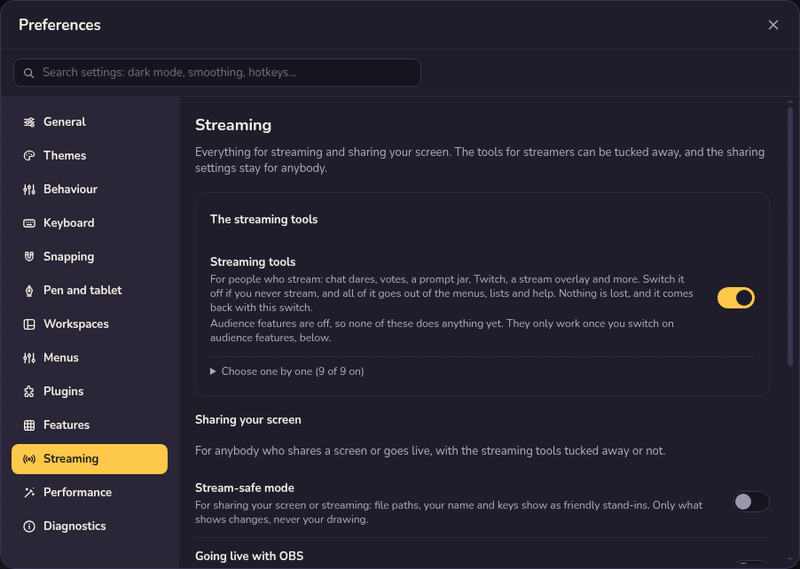 Preferences
Search settings: dark mode, smoothing, hotkeys...
General
Themes
Behaviour
Keyboard
Snapping
Pen and tablet
Workspaces
Menus
Plugins
Features
Streaming
Performance
Diagnostics
Streaming
Everything for streaming and sharing your screen. The tools for streamers can be tucked away, and the sharing
settings stay for anybody.
The streaming tools
Streaming tools
For people who stream: chat dares, votes, a prompt jar, Twitch, a stream overlay and more. Switch it
off if you never stream, and all of it goes out of the menus, lists and help. Nothing is lost, and it comes
back with this switch.
Audience features are off, so none of these does anything yet. They only work once you switch on
audience features, below.
Choose one by one (9 of 9 on)
Sharing your screen
For anybody who shares a screen or goes live, with the streaming tools tucked away or not.
Stream-safe mode
For sharing your screen or streaming: file paths, your name and keys show as friendly stand-ins. Only what
shows changes, never your drawing.
Going live with OBS